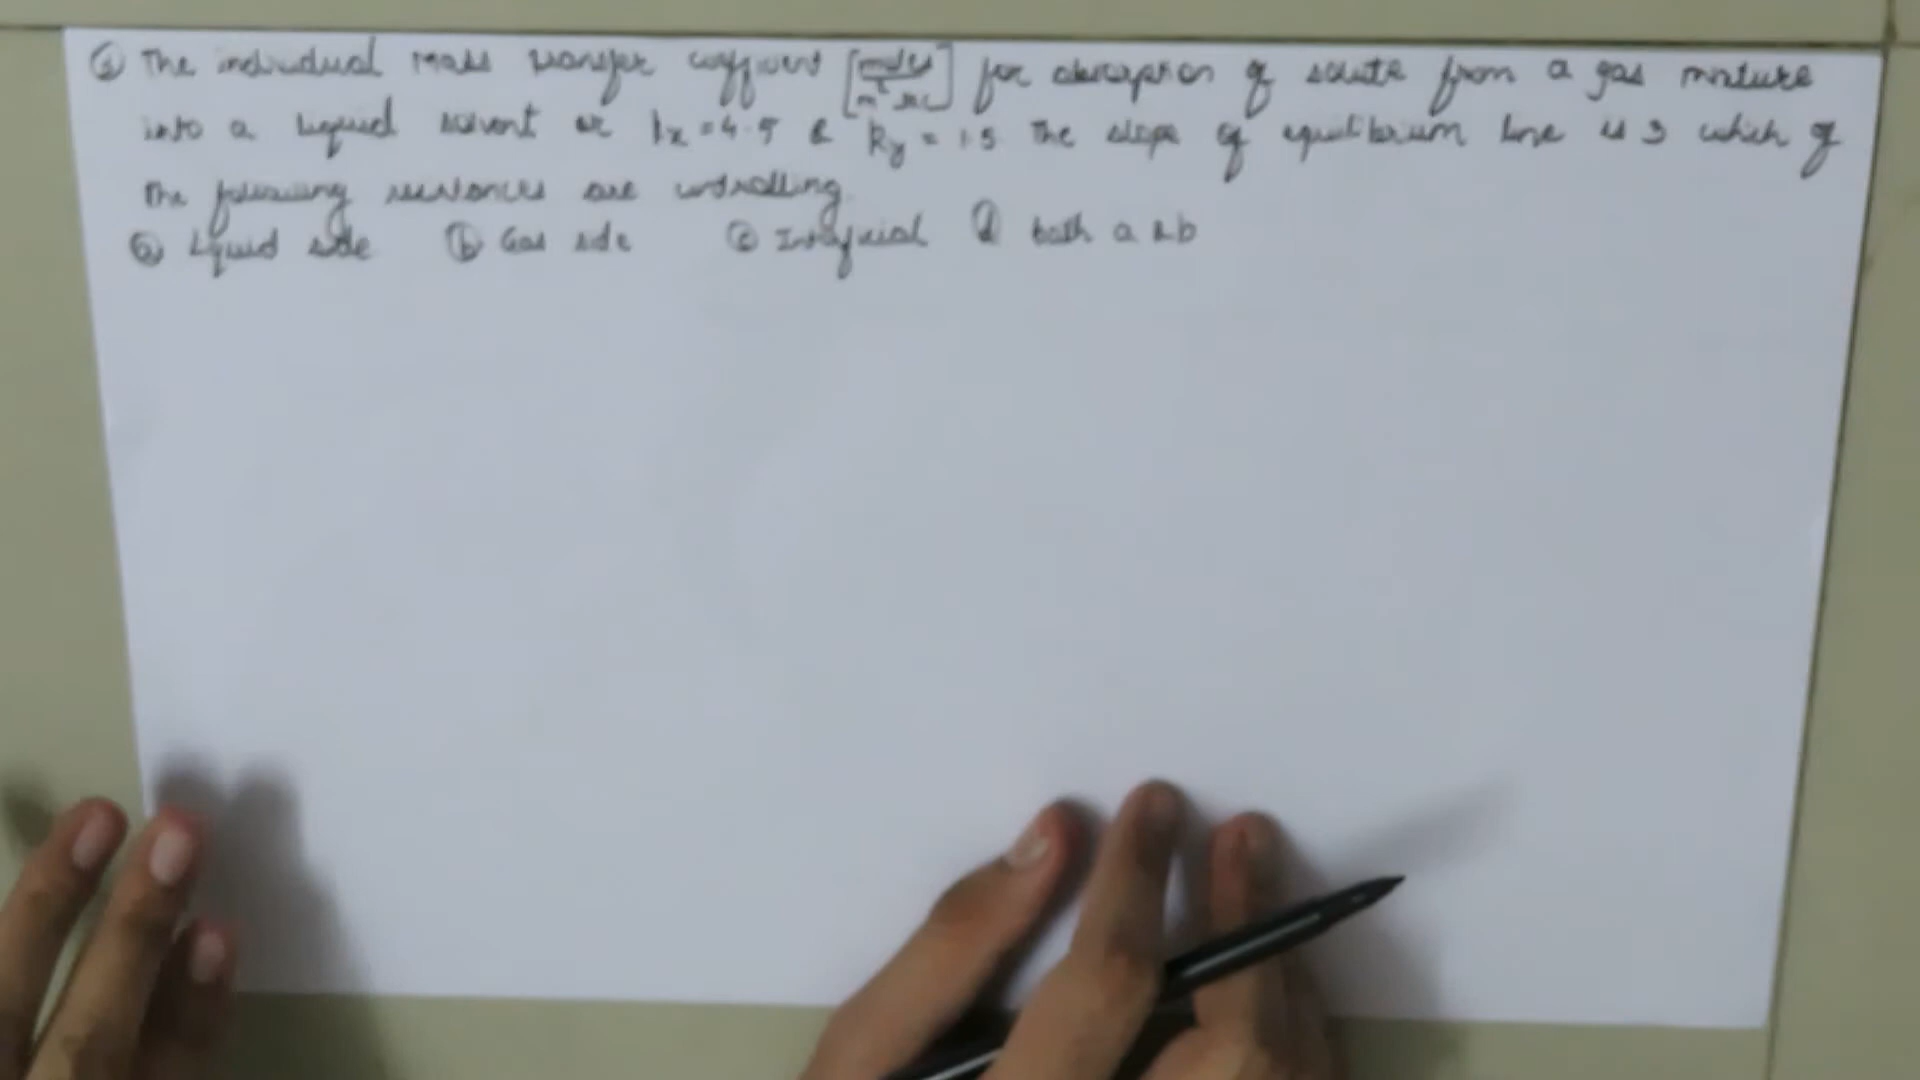 ① The individual mass transfer coefficient [moles/m² sec] for absorption of solute from a gas mixture
into a liquid solvent are kx = 4.5 & ky = 1.5 The slope of equilibrium line is 3 which of
the following resistances are controlling.
ⓐ Liquid side ⓑ Gas side ⓒ Interfacial ⓓ both a & b